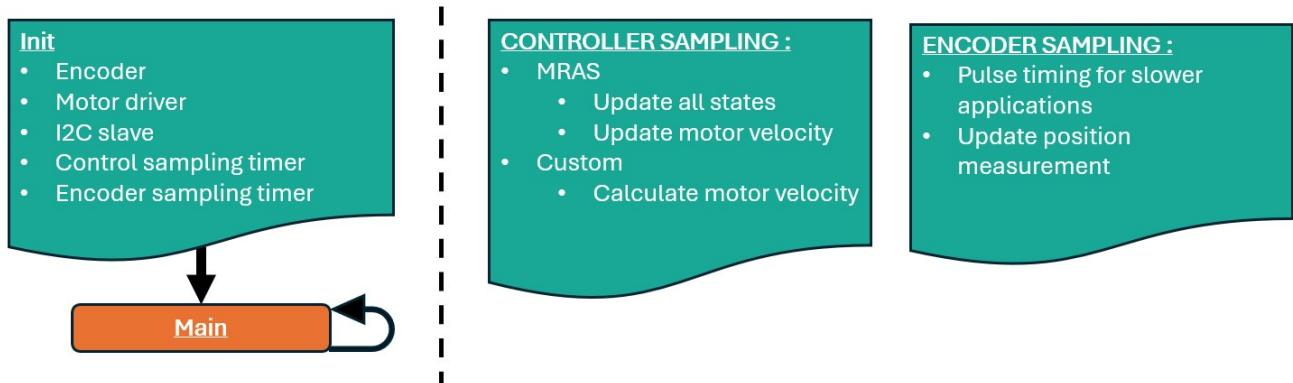 Init
• Encoder
• Motor driver
• I2C slave
• Control sampling timer
• Encoder sampling timer
Main
CONTROLLER SAMPLING :
• MRAS
• Update all states
• Update motor velocity
• Custom
• Calculate motor velocity
ENCODER SAMPLING :
• Pulse timing for slower
applications
• Update position
measurement